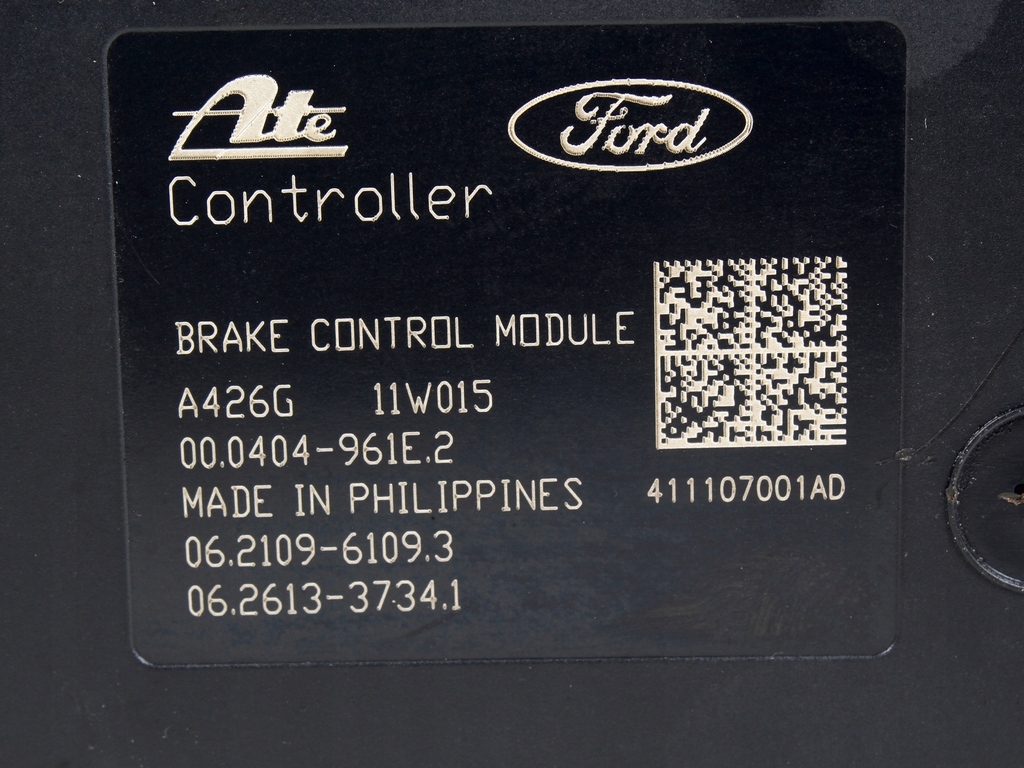 Ate
Ford
Controller
BRAKE CONTROL MODULE
A426G 11W015
00.0404-961E.2
MADE IN PHILIPPINES
411107001AD
06.2109-6109.3
06.2613-3734.1